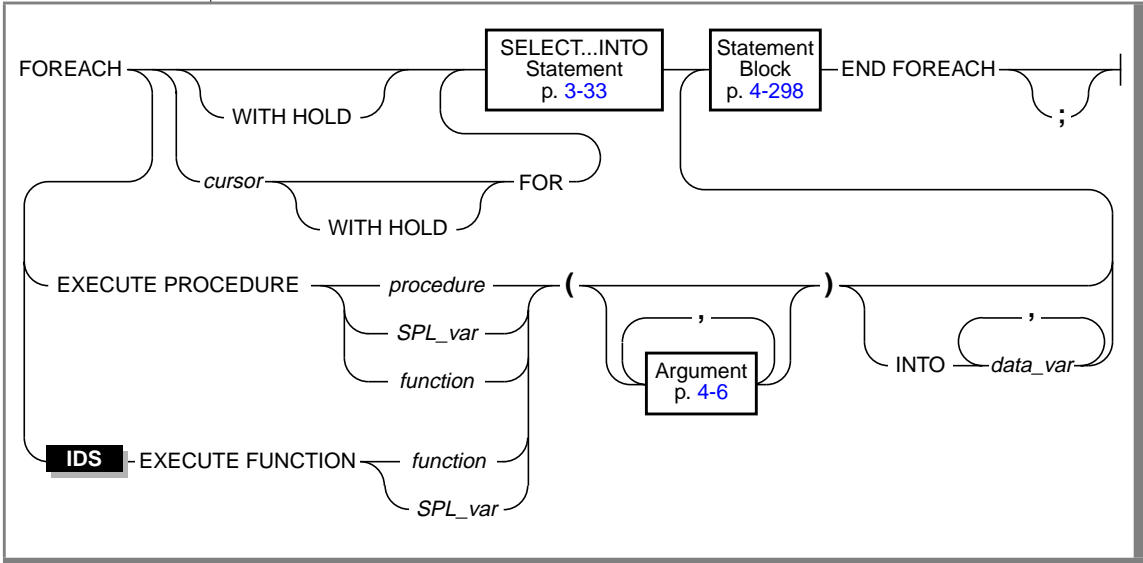 FOREACH
WITH HOLD
SELECT...INTO
Statement
p. 3-33
Statement
Block
p. 4-298
END FOREACH
;
cursor
WITH HOLD
FOR
EXECUTE PROCEDURE
procedure
SPL_var
function
(
,
Argument
p. 4-6
)
INTO
,
data_var
IDS
EXECUTE FUNCTION
function
SPL_var